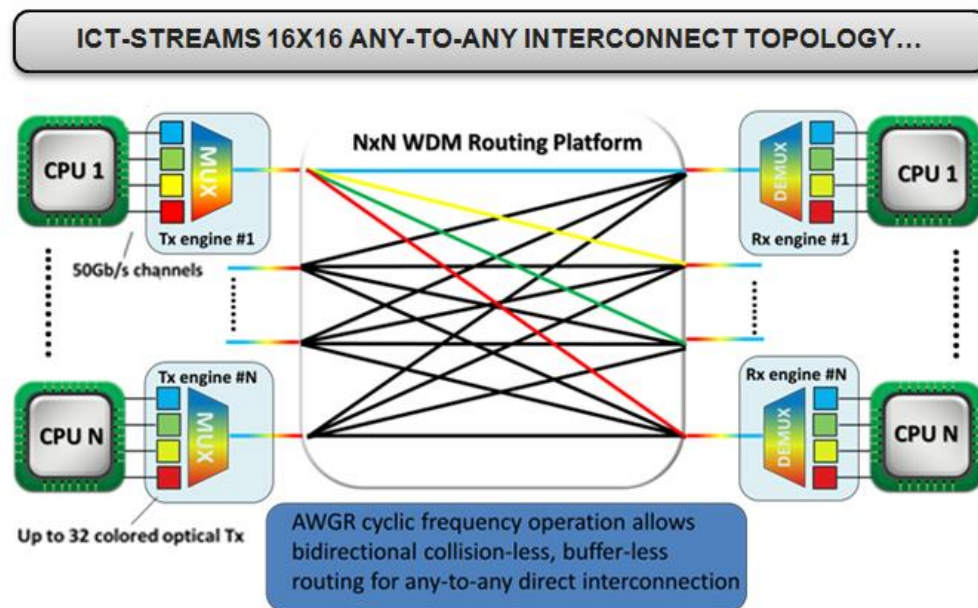 ICT-STREAMS 16X16 ANY-TO-ANY INTERCONNECT TOPOLOGY...
NxN WDM Routing Platform
CPU 1
MUX
Tx engine #1
50Gb/s channels
DEMUX
Rx engine #1
CPU 1
Tx engine #N
CPU N
MUX
Up to 32 colored optical Tx
Rx engine #N
DEMUX
CPU N
AWGR cyclic frequency operation allows
bidirectional collision-less, buffer-less
routing for any-to-any direct interconnection